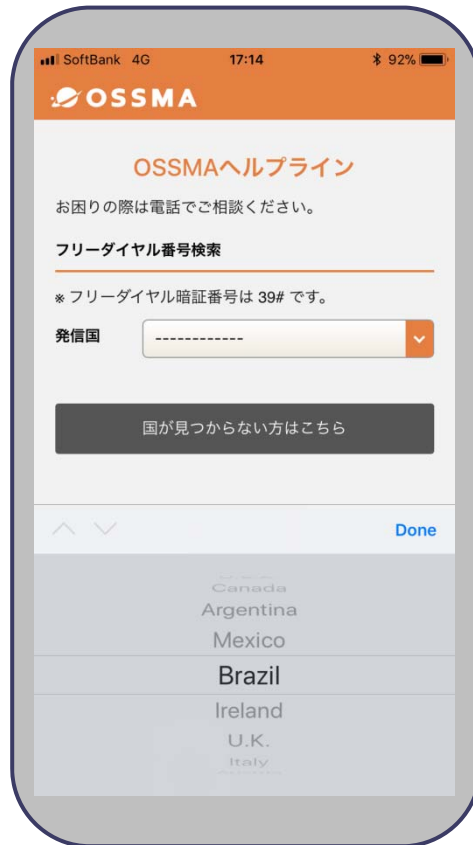 SoftBank 4G 17:14 92%
OSSMA
OSSMAヘルプライン
お困りの際は電話でご相談ください。
フリーダイヤル番号検索
※ フリーダイヤル暗証番号は 39# です。
発信国 ------------
国が見つからない方はこちら
Done
Canada
Argentina
Mexico
Brazil
Ireland
U.K.
Italy